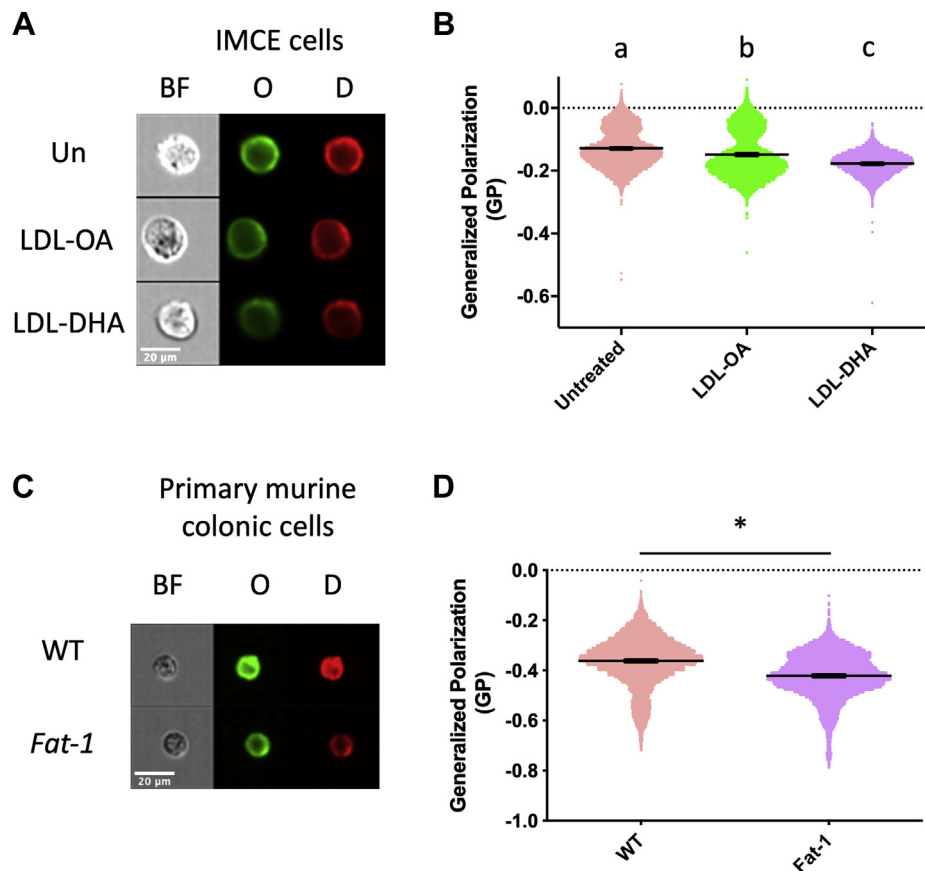 A
IMCE cells
BF O D
Un
LDL-OA
LDL-DHA
20 µm
B
a b c
0.0
-0.2
-0.4
-0.6
Generalized Polarization
(GP)
Untreated
LDL-OA
LDL-DHA
C
Primary murine
colonic cells
BF O D
WT
Fat-1
20 µm
D
*
0.0
-0.2
-0.4
-0.6
-0.8
-1.0
Generalized Polarization
(GP)
WT
Fat-1